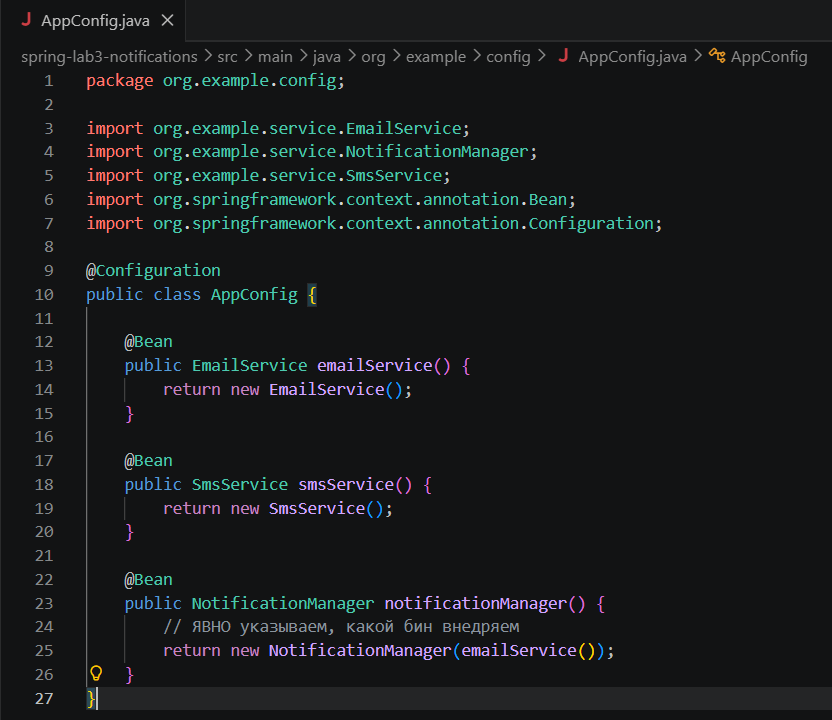 J AppConfig.java ×
spring-lab3-notifications > src > main > java > org > example > config > J AppConfig.java > AppConfig
1 package org.example.config;
2
3 import org.example.service.EmailService;
4 import org.example.service.NotificationManager;
5 import org.example.service.SmsService;
6 import org.springframework.context.annotation.Bean;
7 import org.springframework.context.annotation.Configuration;
8
9 @Configuration
10 public class AppConfig {
11
12     @Bean
13     public EmailService emailService() {
14         return new EmailService();
15     }
16
17     @Bean
18     public SmsService smsService() {
19         return new SmsService();
20     }
21
22     @Bean
23     public NotificationManager notificationManager() {
24         // ЯВНО указываем, какой бин внедряем
25         return new NotificationManager(emailService());
26     }
27 }